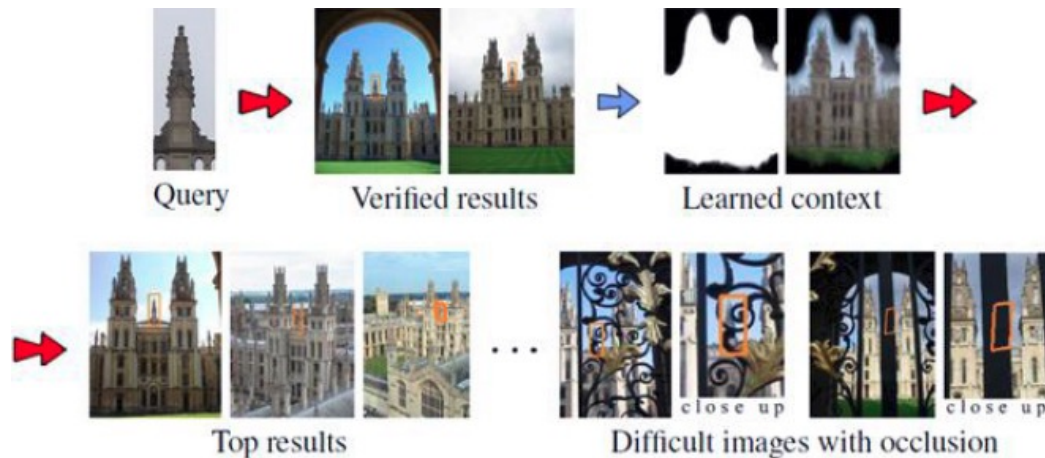 Query
Verified results
Learned context
. . .
close up
close up
Top results
Difficult images with occlusion